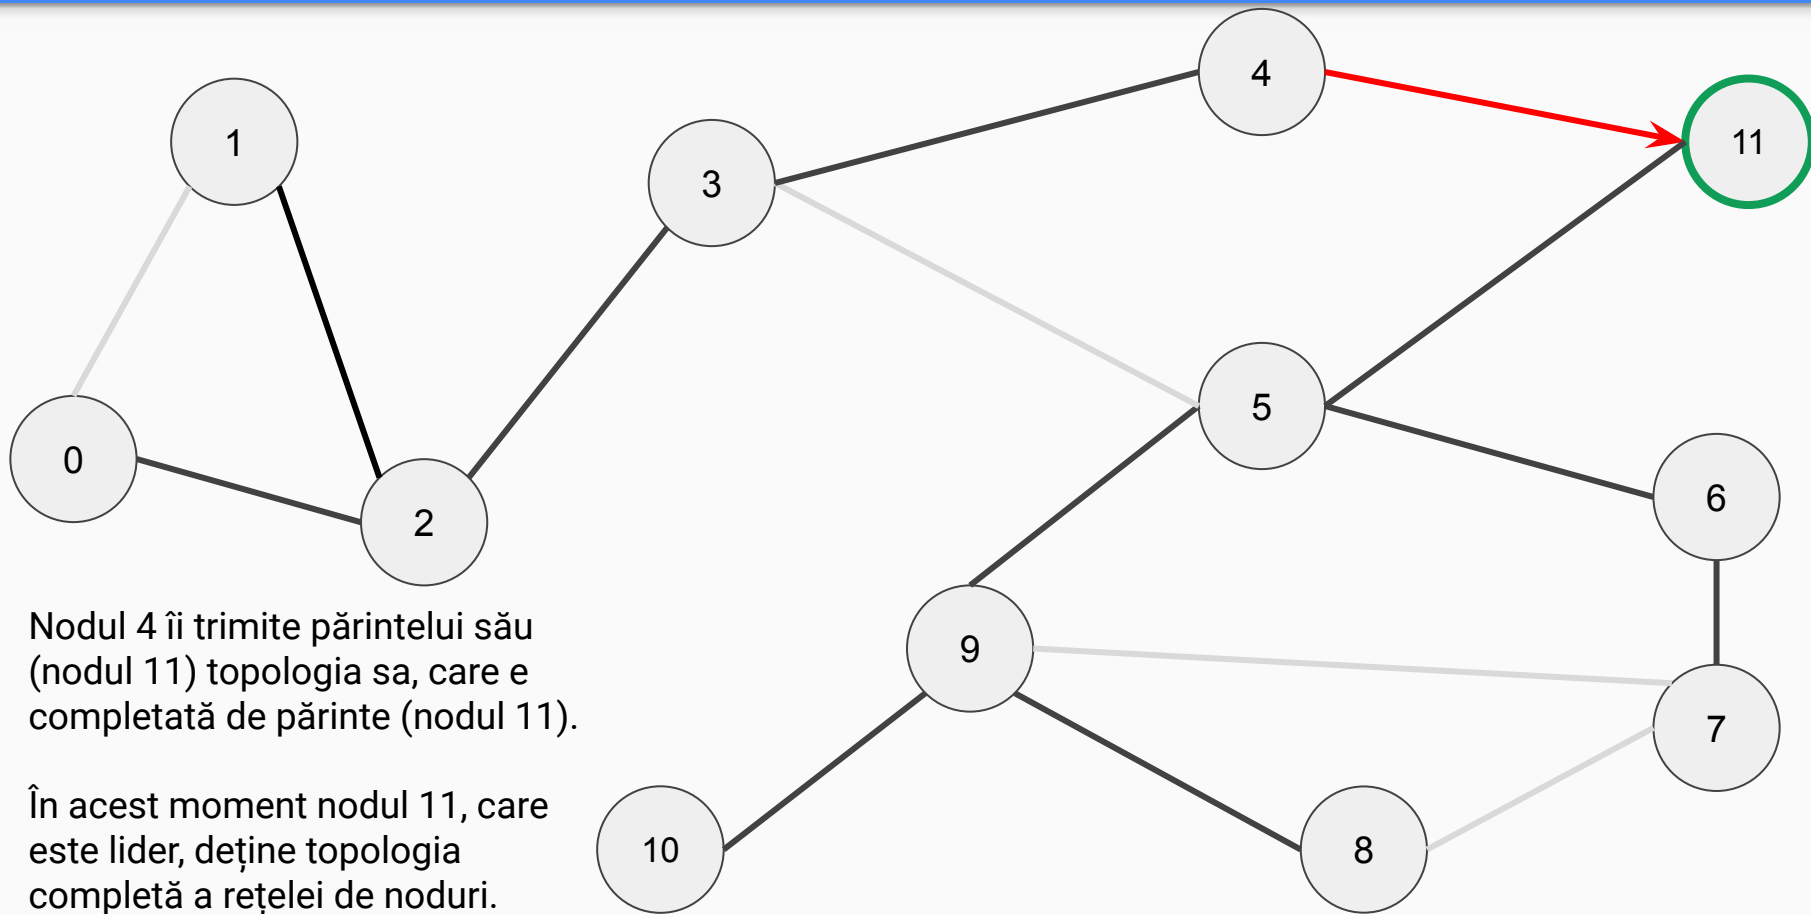 4
11
1
3
5
0
6
2
Nodul 4 îi trimite părintelui său
(nodul 11) topologia sa, care e
completată de părinte (nodul 11).
9
7
În acest moment nodul 11, care
este lider, deține topologia
completă a rețelei de noduri.
10
8